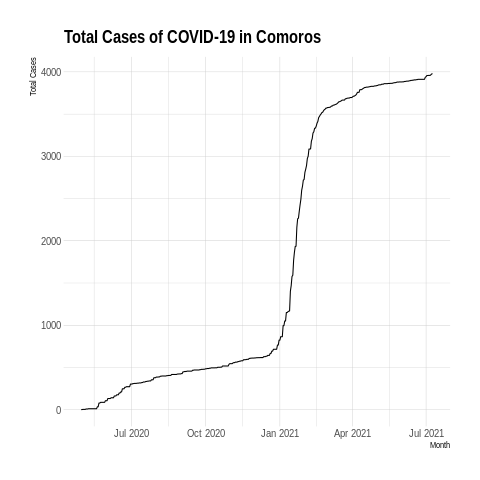 Total Cases of COVID-19 in Comoros
Total Cases
4000
3000
2000
1000
0
Jul 2020 Oct 2020 Jan 2021 Apr 2021 Jul 2021
Month